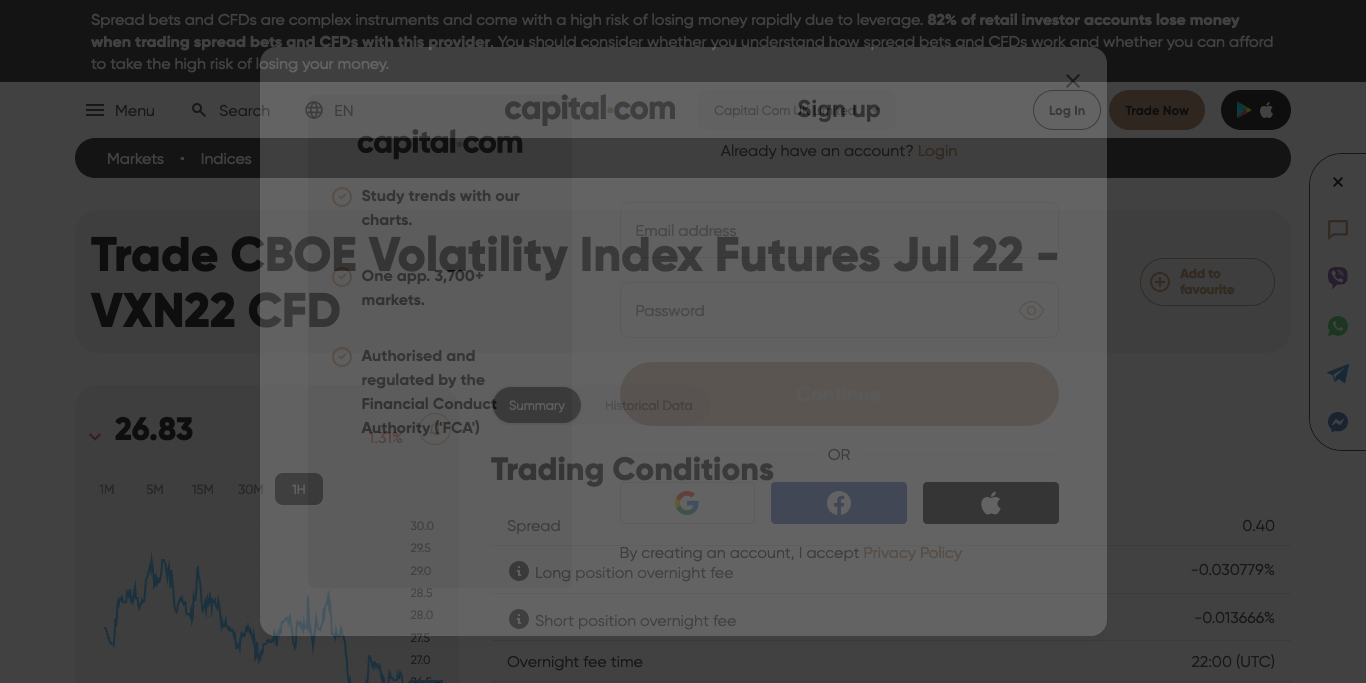 Spread bets and CFDs are complex instruments and come with a high risk of losing money rapidly due to leverage. 82% of retail investor accounts lose money
when trading spread bets and CFDs with this provider. You should consider whether you understand how spread bets and CFDs work and whether you can afford
to take the high risk of losing your money.
Menu
Search
EN
capital.com
Capital Com
Log In
Trade Now
Markets • Indices
Trade CBOE Volatility Index Futures Jul 22 -
VXN22 CFD
Add to
favourite
26.83
1.31%
1M 5M 15M 30M 1H
30.0
29.5
29.0
28.5
28.0
27.5
27.0
26.5
Summary
Historical Data
Trading Conditions
Spread 0.40
Long position overnight fee -0.030779%
Short position overnight fee -0.013666%
Overnight fee time 22:00 (UTC)
capital.com
Study trends with our
charts.
One app. 3,700+
markets.
Authorised and
regulated by the
Financial Conduct
Authority ('FCA')
Sign up
Already have an account? Login
Email address
Password
Continue
OR
By creating an account, I accept Privacy Policy